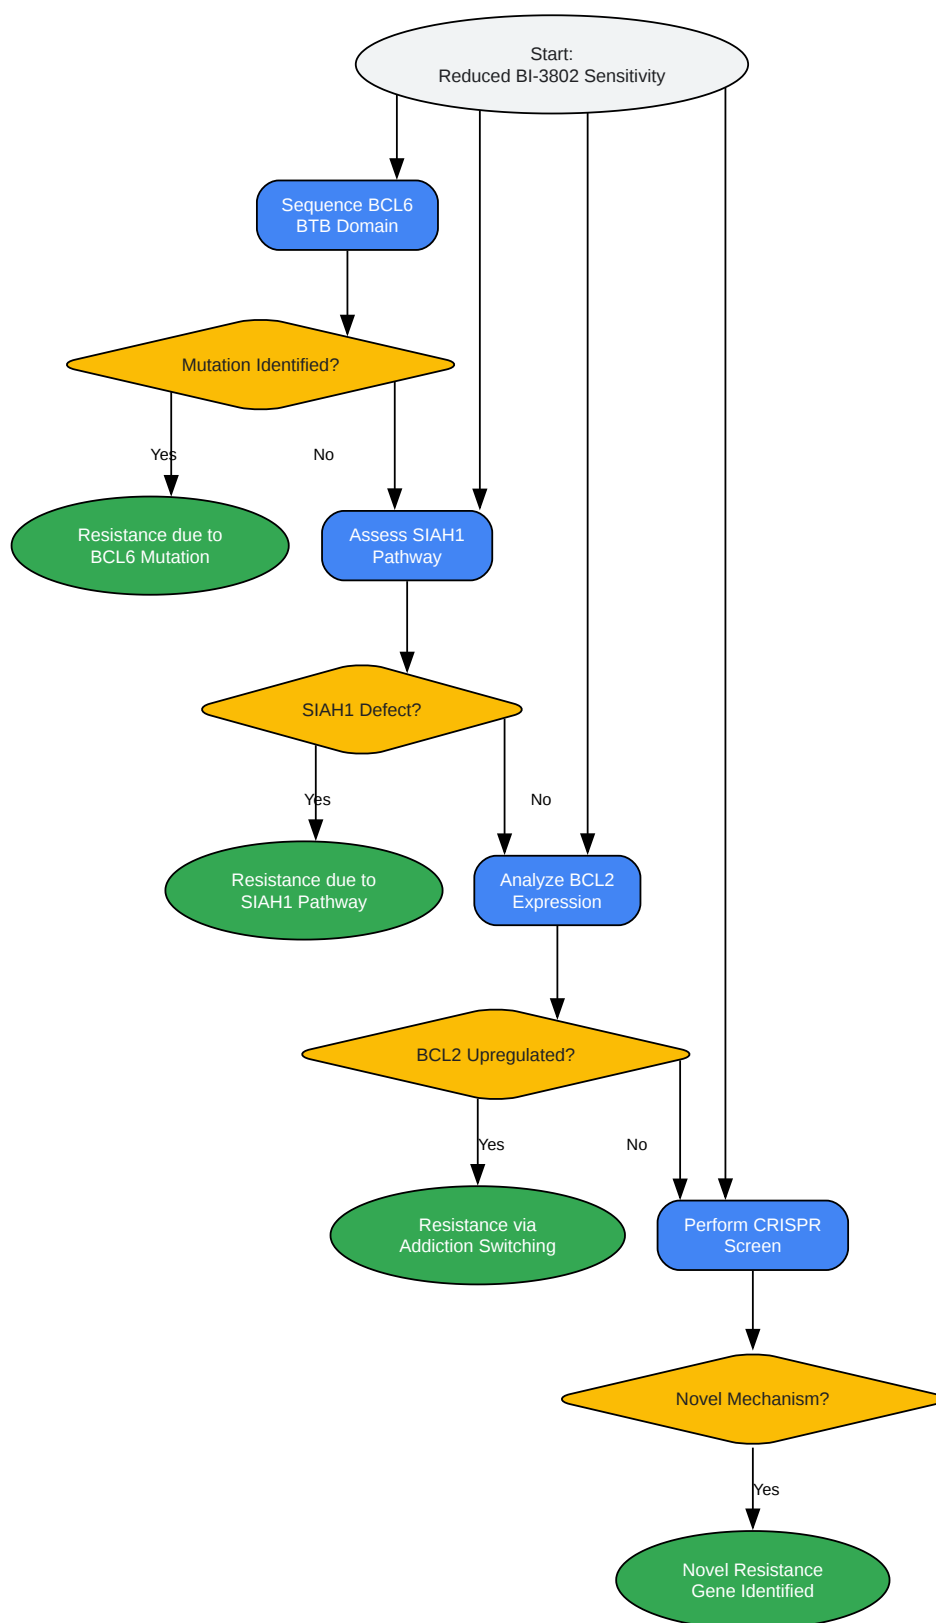 Start:
Reduced BI-3802 Sensitivity
Sequence BCL6
BTB Domain
Mutation Identified?
Yes
No
Resistance due to
BCL6 Mutation
Assess SIAH1
Pathway
SIAH1 Defect?
Yes
No
Resistance due to
SIAH1 Pathway
Analyze BCL2
Expression
BCL2 Upregulated?
Yes
No
Resistance via
Addiction Switching
Perform CRISPR
Screen
Novel Mechanism?
Yes
Novel Resistance
Gene Identified